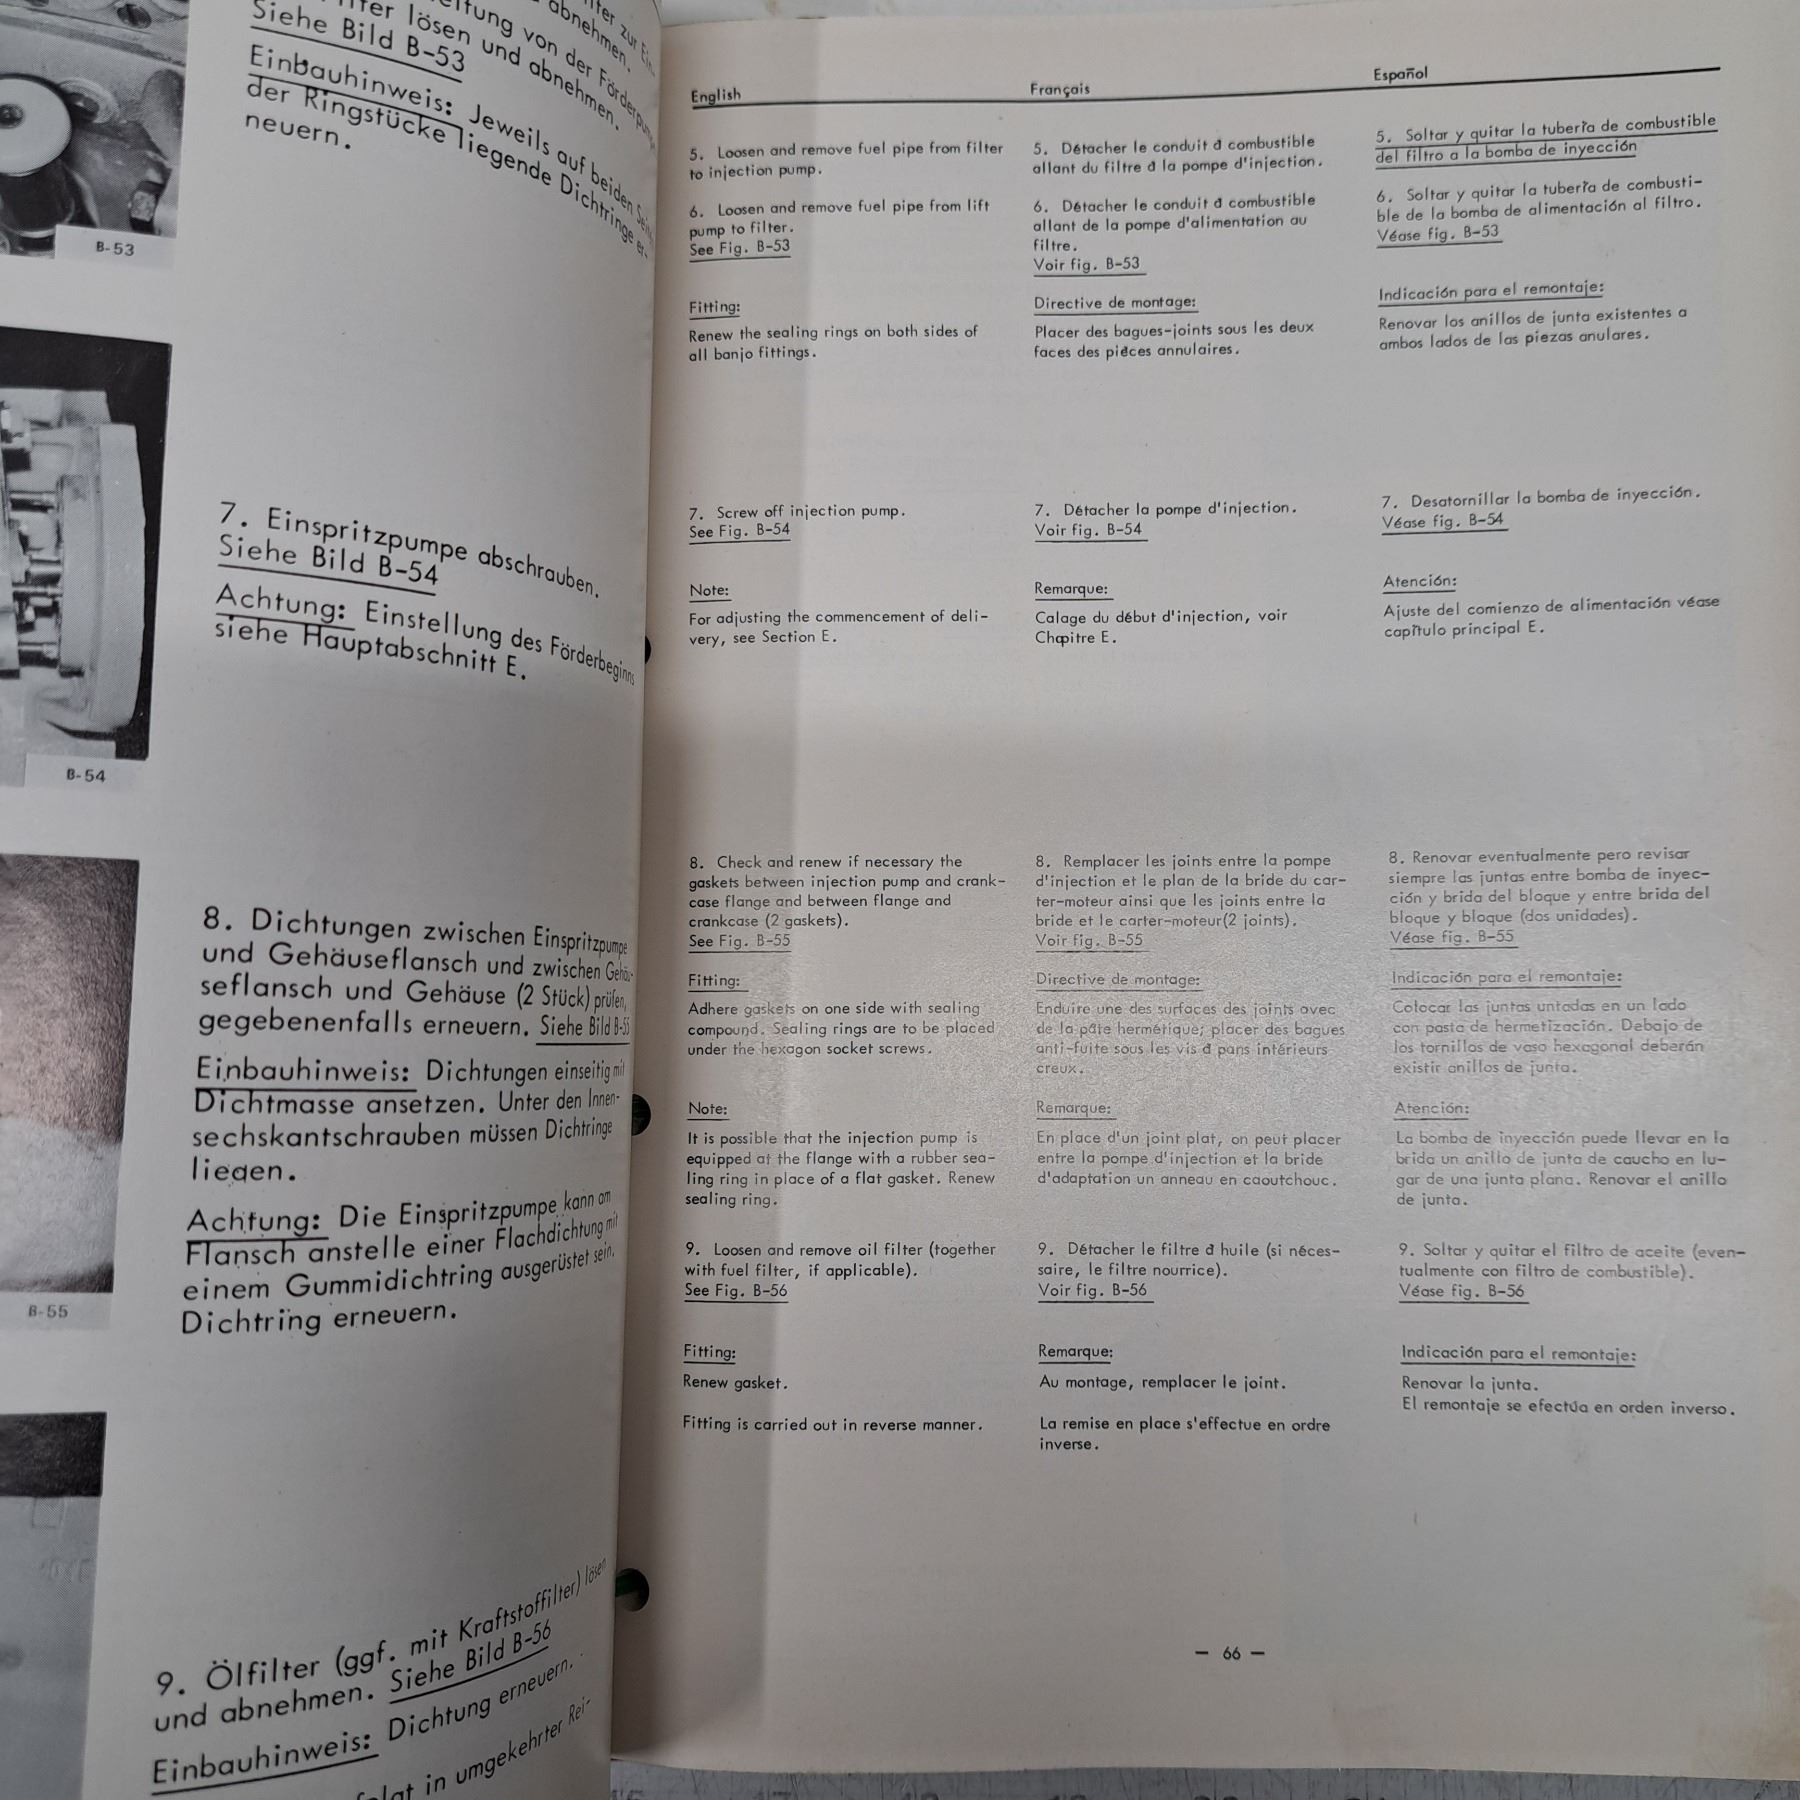 zur Ein-
abnehmen.
von der Förderpumpe
lösen und abnehmen.
Siehe Bild B-53
Einbauhinweis: Jeweils auf beiden Seiten
der Ringstücke liegende Dichtringe er-
neuern.
B-53
7. Einspritzpumpe abschrauben.
Siehe Bild B-54
Achtung: Einstellung des Förderbeginns
siehe Hauptabschnitt E.
B-54
8. Dichtungen zwischen Einspritzpumpe
und Gehäuseflansch und zwischen Gehäu-
seflansch und Gehäuse (2 Stück) prüfen,
gegebenenfalls erneuern. Siehe Bild B-55
Einbauhinweis: Dichtungen einseitig mit
Dichtmasse ansetzen. Unter den Innen-
sechskantschrauben müssen Dichtringe
liegen.
Achtung: Die Einspritzpumpe kann am
Flansch anstelle einer Flachdichtung mit
einem Gummidichtring ausgerüstet sein.
Dichtring erneuern.
B-55
9. Ölfilter (ggf. mit Kraftstoffilter) lösen
und abnehmen. Siehe Bild B-56
Einbauhinweis: Dichtung erneuern.
in umgekehrter Rei-
English
5. Loosen and remove fuel pipe from filter
to injection pump.
6. Loosen and remove fuel pipe from lift
pump to filter.
See Fig. B-53
Fitting:
Renew the sealing rings on both sides of
all banjo fittings.
7. Screw off injection pump.
See Fig. B-54
Note:
For adjusting the commencement of deli-
very, see Section E.
8. Check and renew if necessary the
gaskets between injection pump and crank-
case flange and between flange and
crankcase (2 gaskets).
See Fig. B-55
Fitting:
Adhere gaskets on one side with sealing
compound. Sealing rings are to be placed
under the hexagon socket screws.
Note:
It is possible that the injection pump is
equipped at the flange with a rubber sea-
ling ring in place of a flat gasket. Renew
sealing ring.
9. Loosen and remove oil filter (together
with fuel filter, if applicable).
See Fig. B-56
Fitting:
Renew gasket.
Fitting is carried out in reverse manner.
Français
5. Détacher le conduit à combustible
allant du filtre à la pompe d'injection.
6. Détacher le conduit à combustible
allant de la pompe d'alimentation au
filtre.
Voir fig. B-53
Directive de montage:
Placer des bagues-joints sous les deux
faces des pièces annulaires.
7. Détacher la pompe d'injection.
Voir fig. B-54
Remarque:
Calage du début d'injection, voir
Chapitre E.
8. Remplacer les joints entre la pompe
d'injection et le plan de la bride du car-
ter-moteur ainsi que les joints entre la
bride et le carter-moteur(2 joints).
Voir fig. B-55
Directive de montage:
Enduire une des surfaces des joints avec
de la pâte hermétique; placer des bagues
anti-fuite sous les vis à pans intérieurs
creux.
Remarque:
En place d'un joint plat, on peut placer
entre la pompe d'injection et la bride
d'adaptation un anneau en caoutchouc.
9. Détacher le filtre à huile (si néces-
saire, le filtre nourrice).
Voir fig. B-56
Remarque:
Au montage, remplacer le joint.
La remise en place s'effectue en ordre
inverse.
Español
5. Soltar y quitar la tubería de combustible
del filtro a la bomba de inyección
6. Soltar y quitar la tubería de combusti-
ble de la bomba de alimentación al filtro.
Véase fig. B-53
Indicación para el remontaje:
Renovar los anillos de junta existentes a
ambos lados de las piezas anulares.
7. Desatornillar la bomba de inyección.
Véase fig. B-54
Atención:
Ajuste del comienzo de alimentación véase
capítulo principal E.
8. Renovar eventualmente pero revisar
siempre las juntas entre bomba de inyec-
ción y brida del bloque y entre brida del
bloque y bloque (dos unidades).
Véase fig. B-55
Indicación para el remontaje:
Colocar las juntas untadas en un lado
con pasta de hermetización. Debajo de
los tornillos de vaso hexagonal deberán
existir anillos de junta.
Atención:
La bomba de inyección puede llevar en la
brida un anillo de junta de caucho en lu-
gar de una junta plana. Renovar el anillo
de junta.
9. Soltar y quitar el filtro de aceite (even-
tualmente con filtro de combustible).
Véase fig. B-56
Indicación para el remontaje:
Renovar la junta.
El remontaje se efectúa en orden inverso.
— 66 —